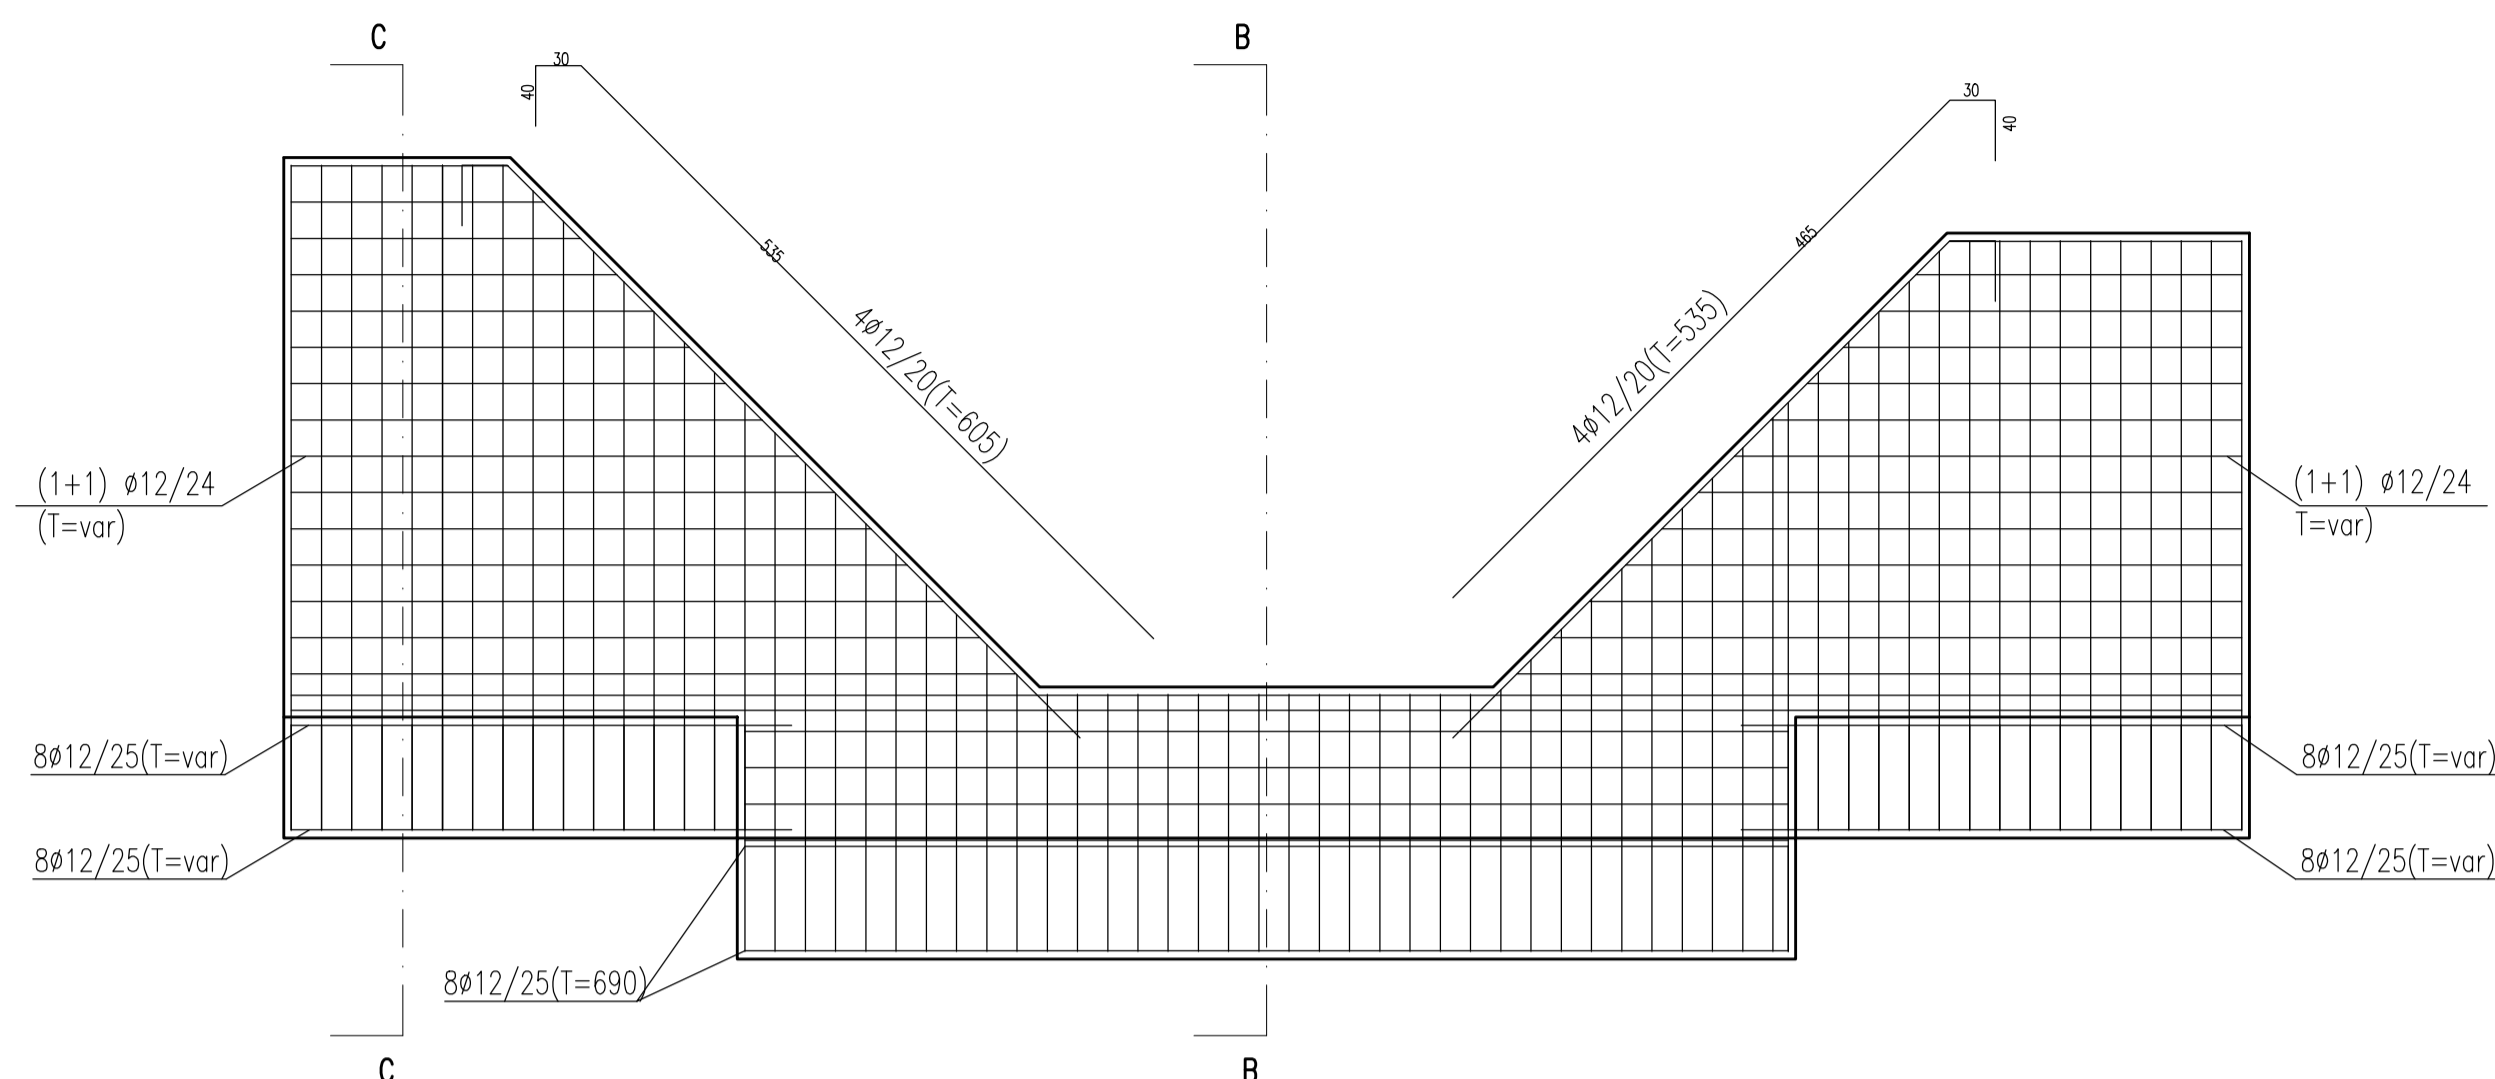 C
B
30
40
30
40
535
465
4ø12/20(T=605)
4ø12/20(T=535)
(1+1) ø12/24
(T=var)
(1+1) ø12/24
T=var)
8ø12/25(T=var)
8ø12/25(T=var)
8ø12/25(T=var)
8ø12/25(T=var)
8ø12/25(T=690)
C
B